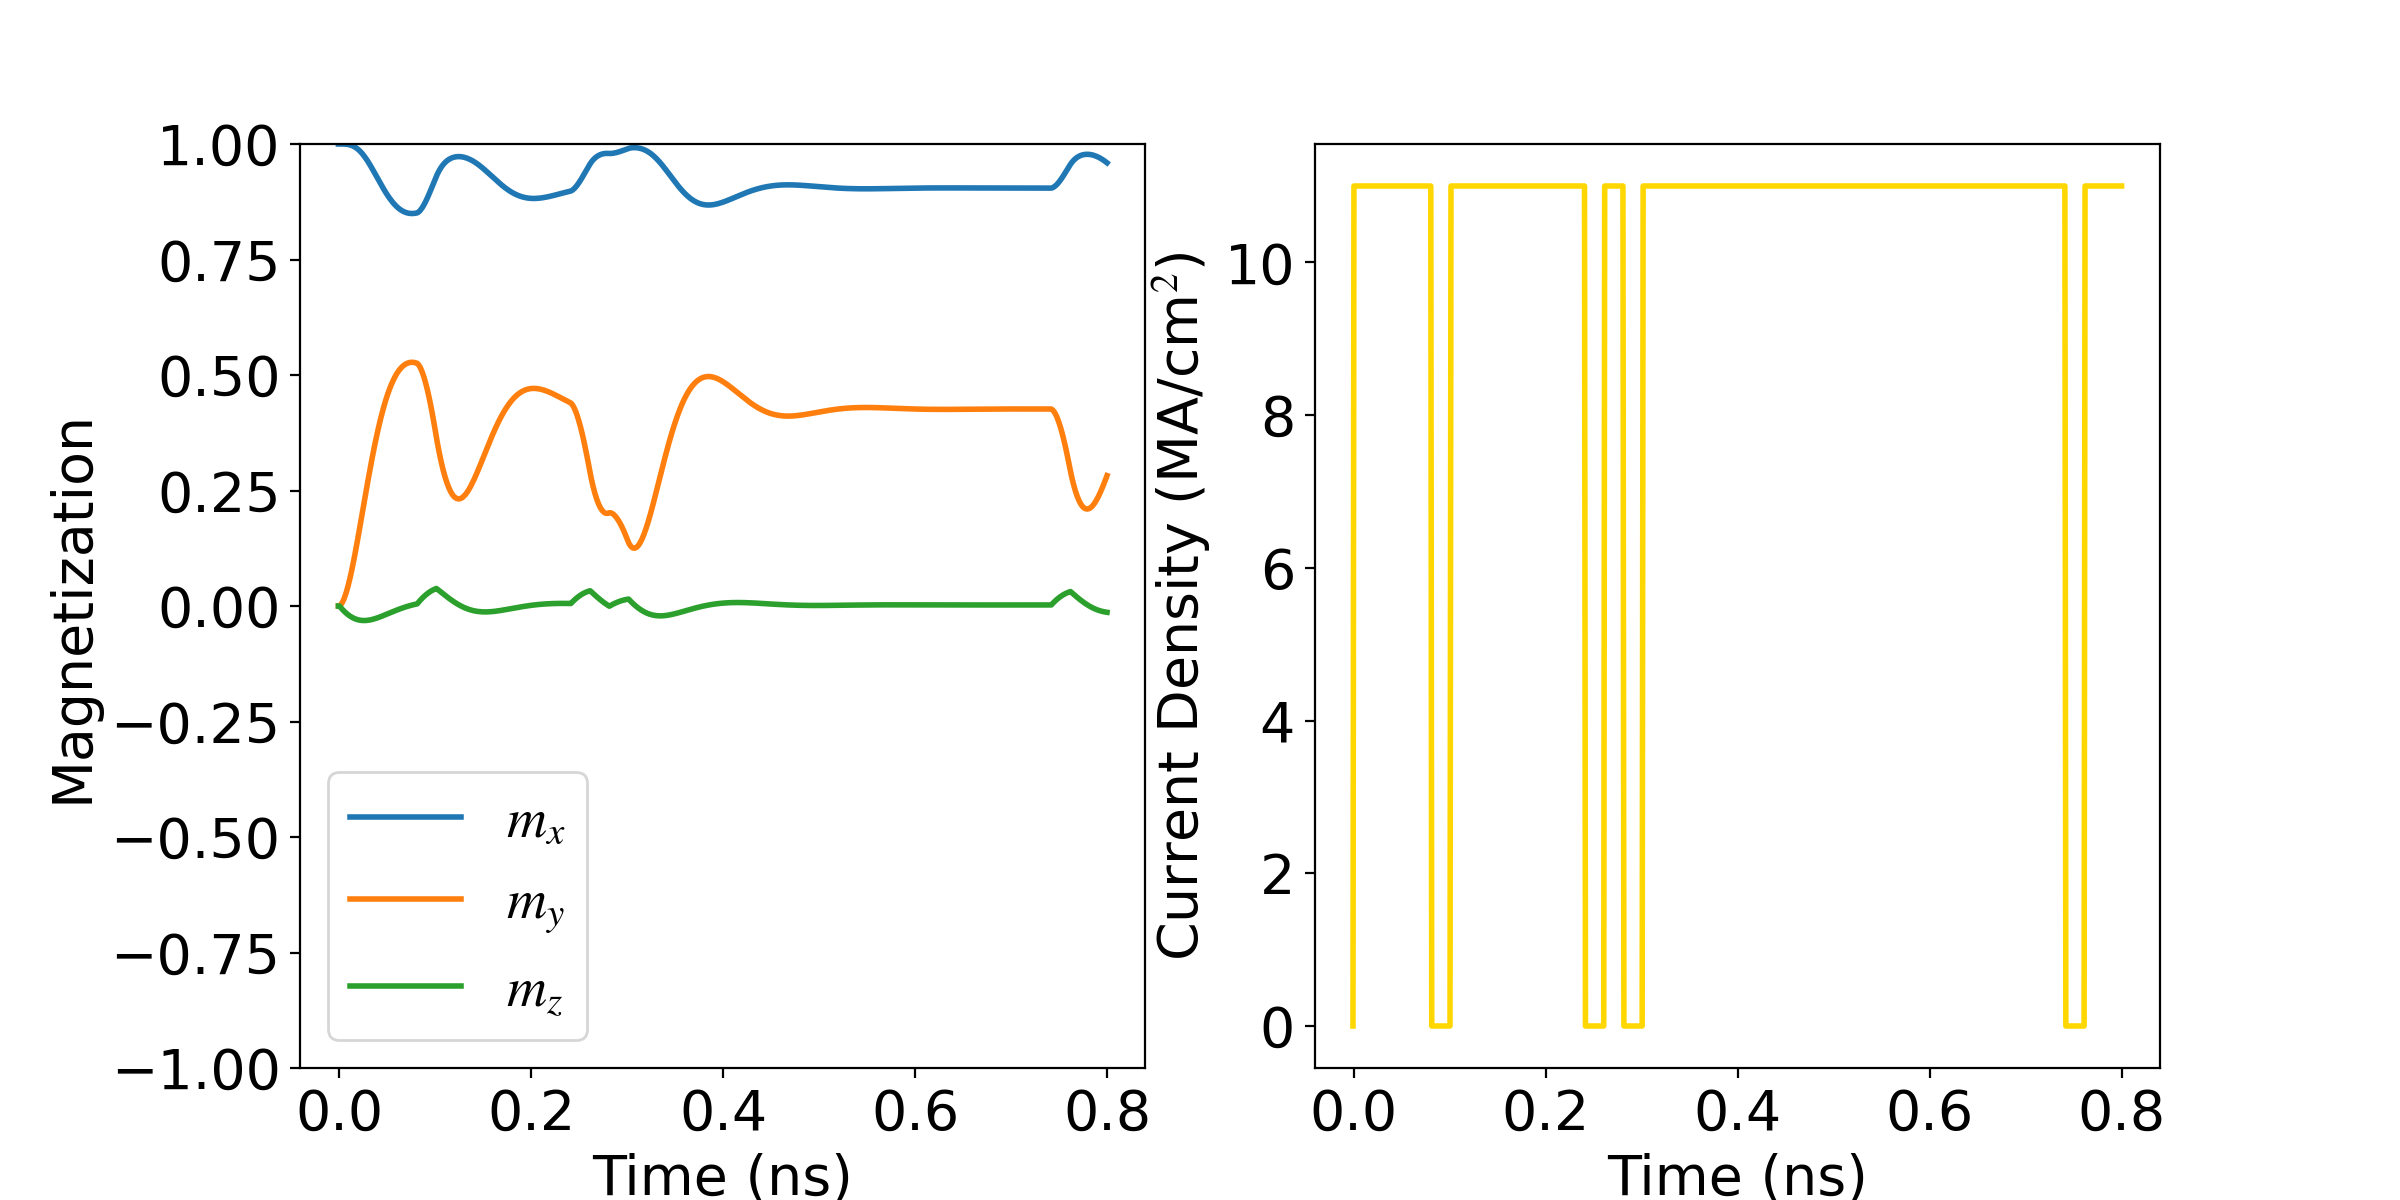 1.00
0.75
0.50
0.25
0.00
−0.25
−0.50
−0.75
−1.00
Magnetization
m_x
m_y
m_z
0.0 0.2 0.4 0.6 0.8
Time (ns)
Current Density (MA/cm²)
10
8
6
4
2
0
0.0 0.2 0.4 0.6 0.8
Time (ns)